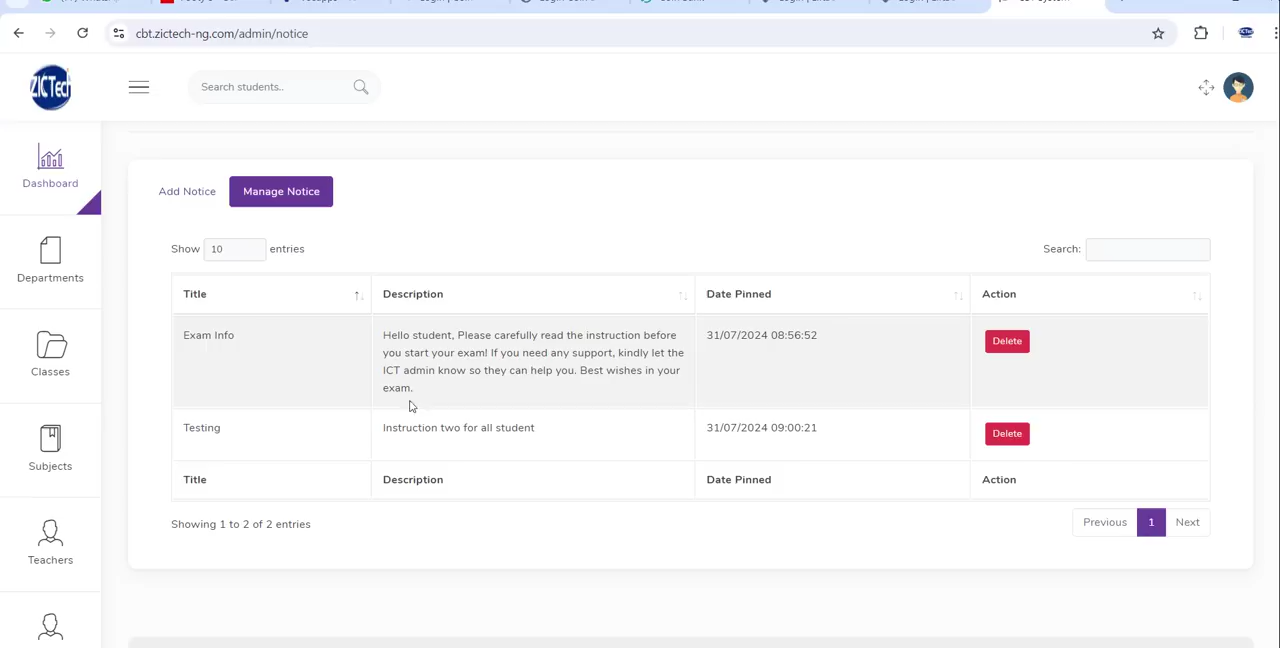 cbt.zictech-ng.com/admin/notice
ZICTech
Search students..
Dashboard
Departments
Classes
Subjects
Teachers
Add Notice
Manage Notice
Show 10 entries
Search:
Title Description Date Pinned Action
Exam Info
Hello student, Please carefully read the instruction before
you start your exam! If you need any support, kindly let the
ICT admin know so they can help you. Best wishes in your
exam.
31/07/2024 08:56:52
Delete
Testing
Instruction two for all student
31/07/2024 09:00:21
Delete
Title Description Date Pinned Action
Showing 1 to 2 of 2 entries
Previous 1 Next